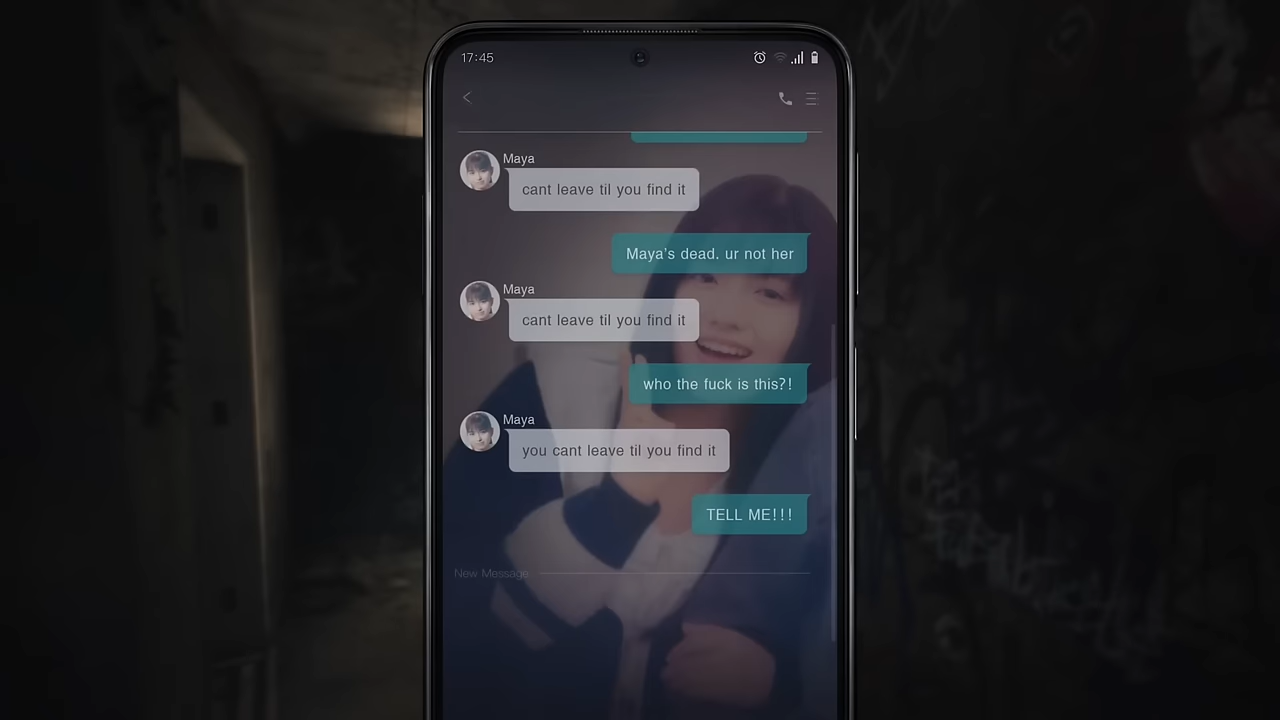 17:45
Maya
cant leave til you find it
Maya's dead. ur not her
Maya
cant leave til you find it
who the fuck is this?!
Maya
you cant leave til you find it
TELL ME!!!
New Message